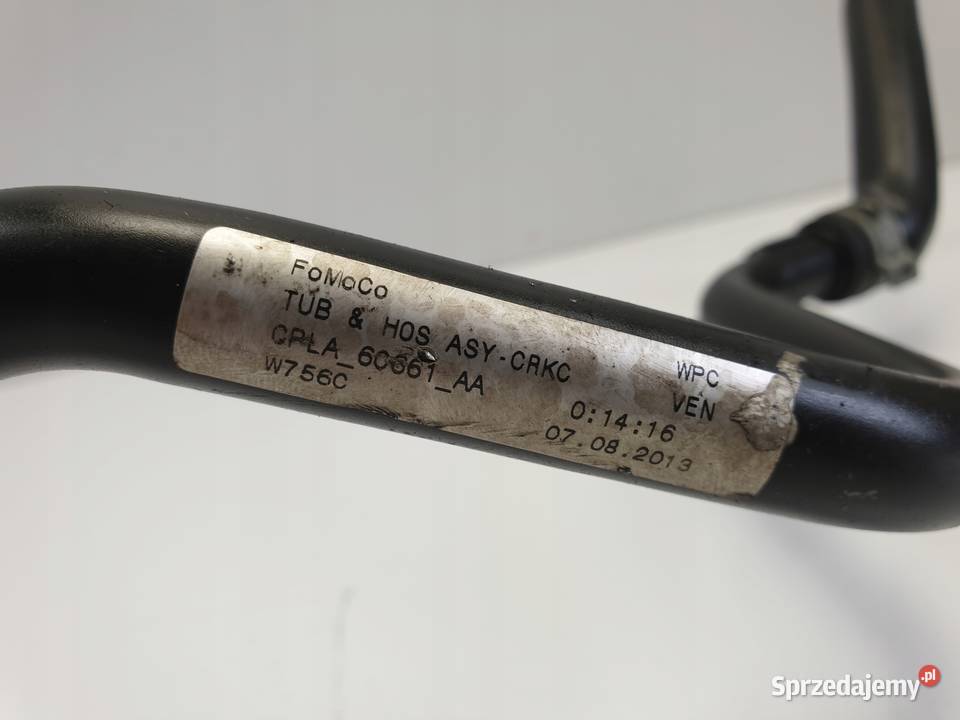 FoMoCo
TUB & HOS ASY-CRKC WPC
CPLA_6C661_AA VEN
W756C 0:14:16
07.08.2013
Sprzedajemy.pl